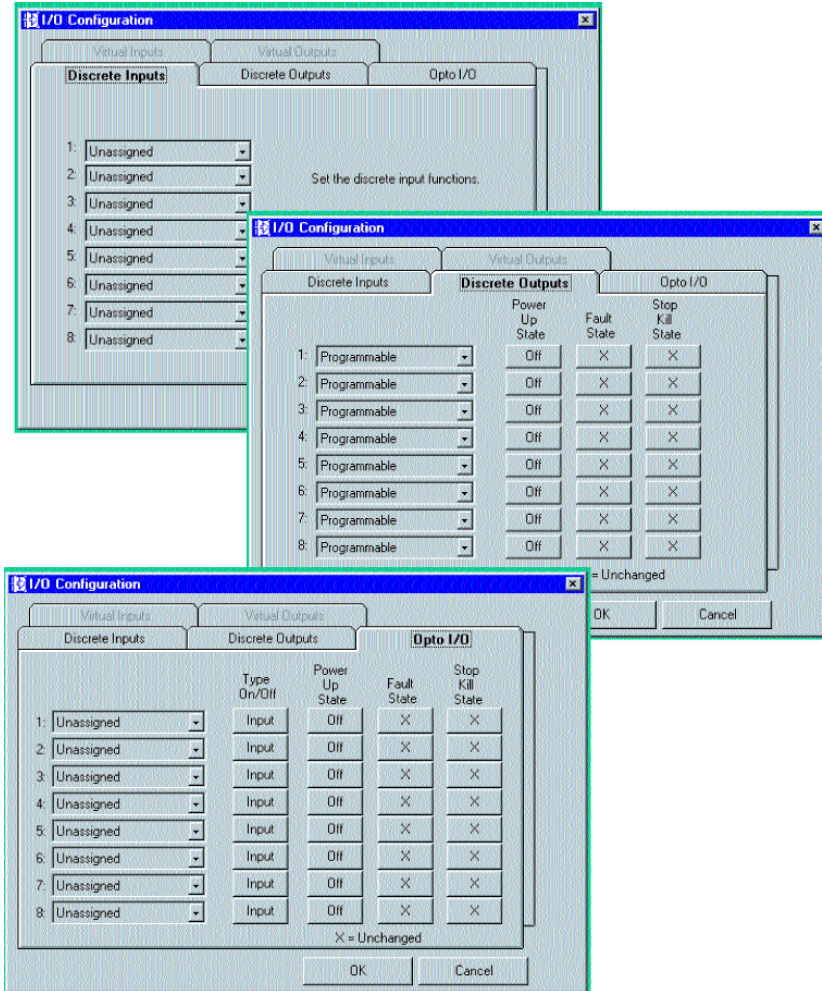 I/O Configuration
Virtual Inputs Virtual Outputs
Discrete Inputs Discrete Outputs Opto I/O
1: Unassigned
2: Unassigned
Set the discrete input functions.
3: Unassigned
4: Unassigned
5: Unassigned
6: Unassigned
7: Unassigned
8: Unassigned
I/O Configuration
Virtual Inputs Virtual Outputs
Discrete Inputs Discrete Outputs Opto I/O
Power Up State Fault State Stop Kill State
1: Programmable Off X X
2: Programmable Off X X
3: Programmable Off X X
4: Programmable Off X X
5: Programmable Off X X
6: Programmable Off X X
7: Programmable Off X X
8: Programmable Off X X
= Unchanged
OK Cancel
I/O Configuration
Virtual Inputs Virtual Outputs
Discrete Inputs Discrete Outputs Opto I/O
Type On/Off Power Up State Fault State Stop Kill State
1: Unassigned Input Off X X
2: Unassigned Input Off X X
3: Unassigned Input Off X X
4: Unassigned Input Off X X
5: Unassigned Input Off X X
6: Unassigned Input Off X X
7: Unassigned Input Off X X
8: Unassigned Input Off X X
X = Unchanged
OK Cancel